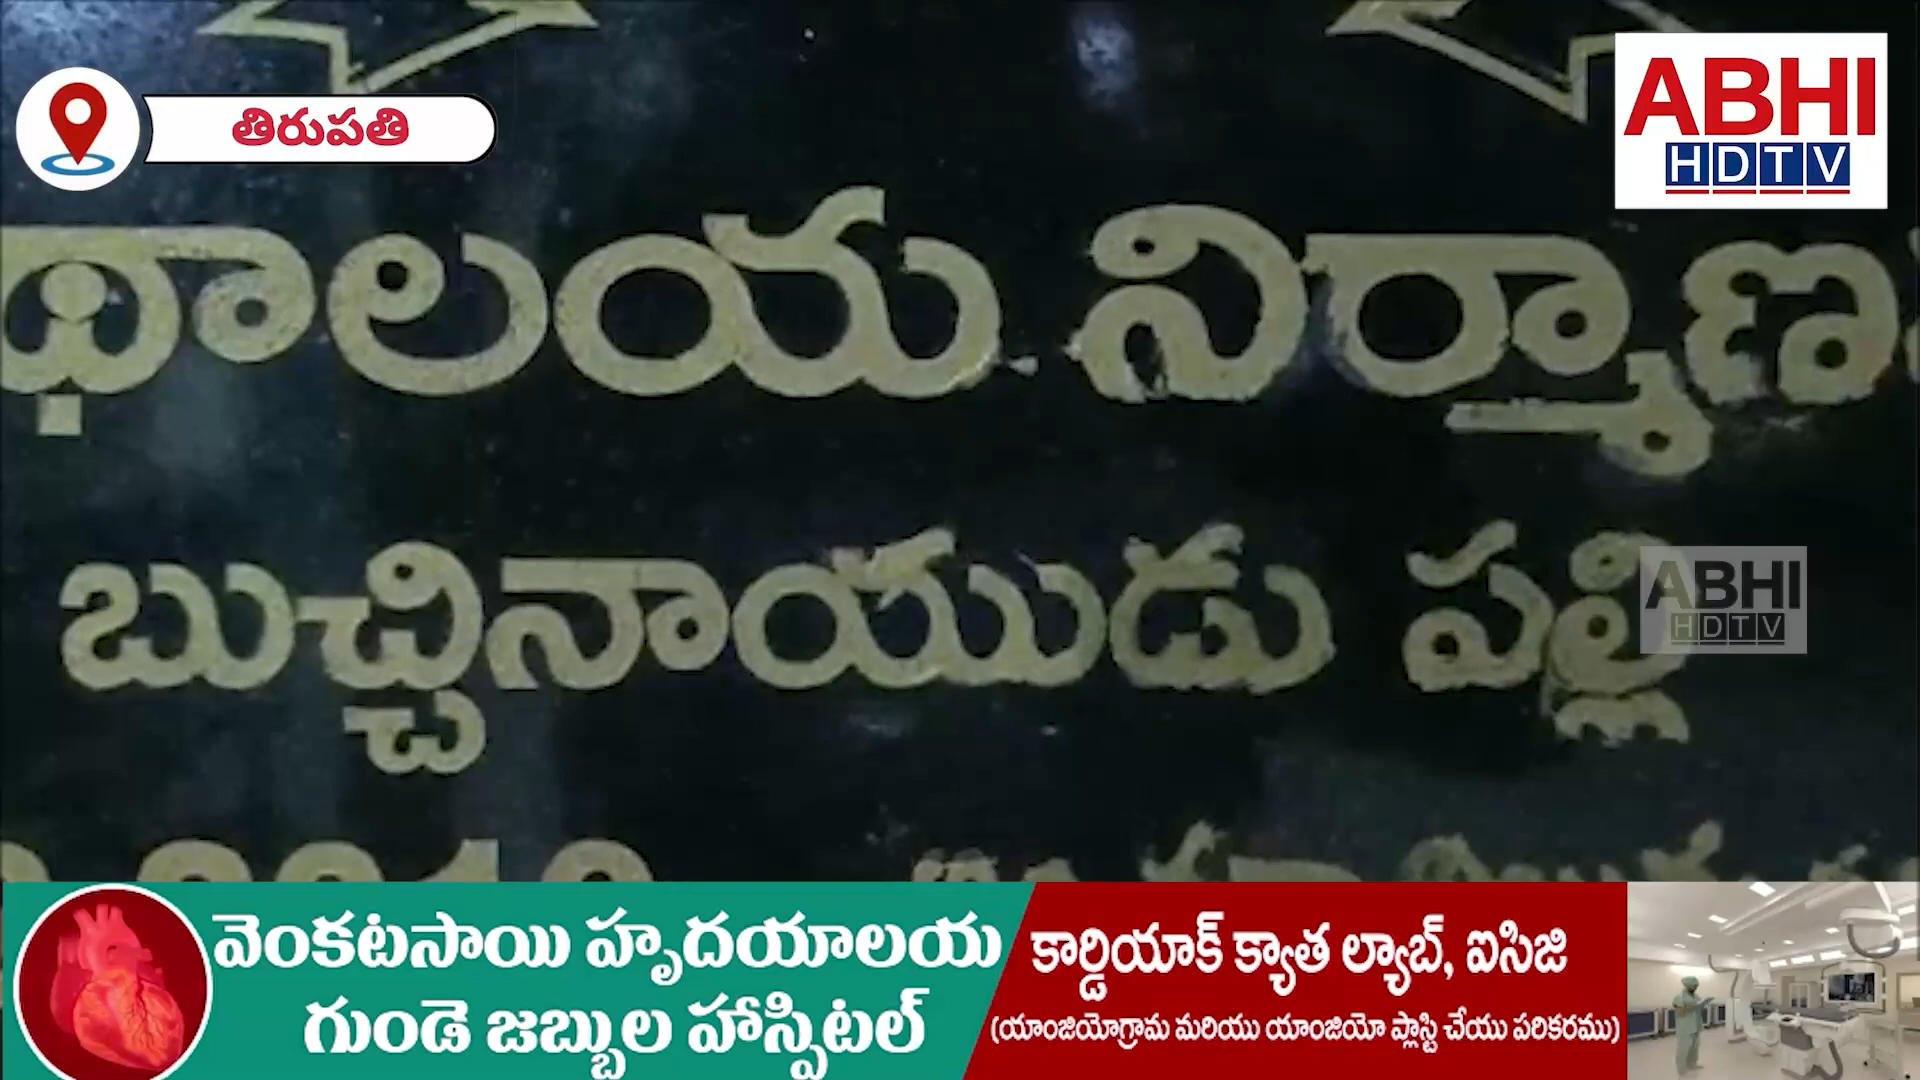 తిరుపతి
ABHI
HDTV
ధాలయ నిర్మాణ
బుచ్చినాయుడు పల్లి
ABHI
HDTV
వెంకటసాయి హృదయాలయ
గుండె జబ్బుల హాస్పిటల్
కార్డియాక్ క్యాత ల్యాబ్, ఐసిజి
(యాంజియోగ్రామ మరియు యాంజియో ప్లాస్టి చేయు పరికరము)